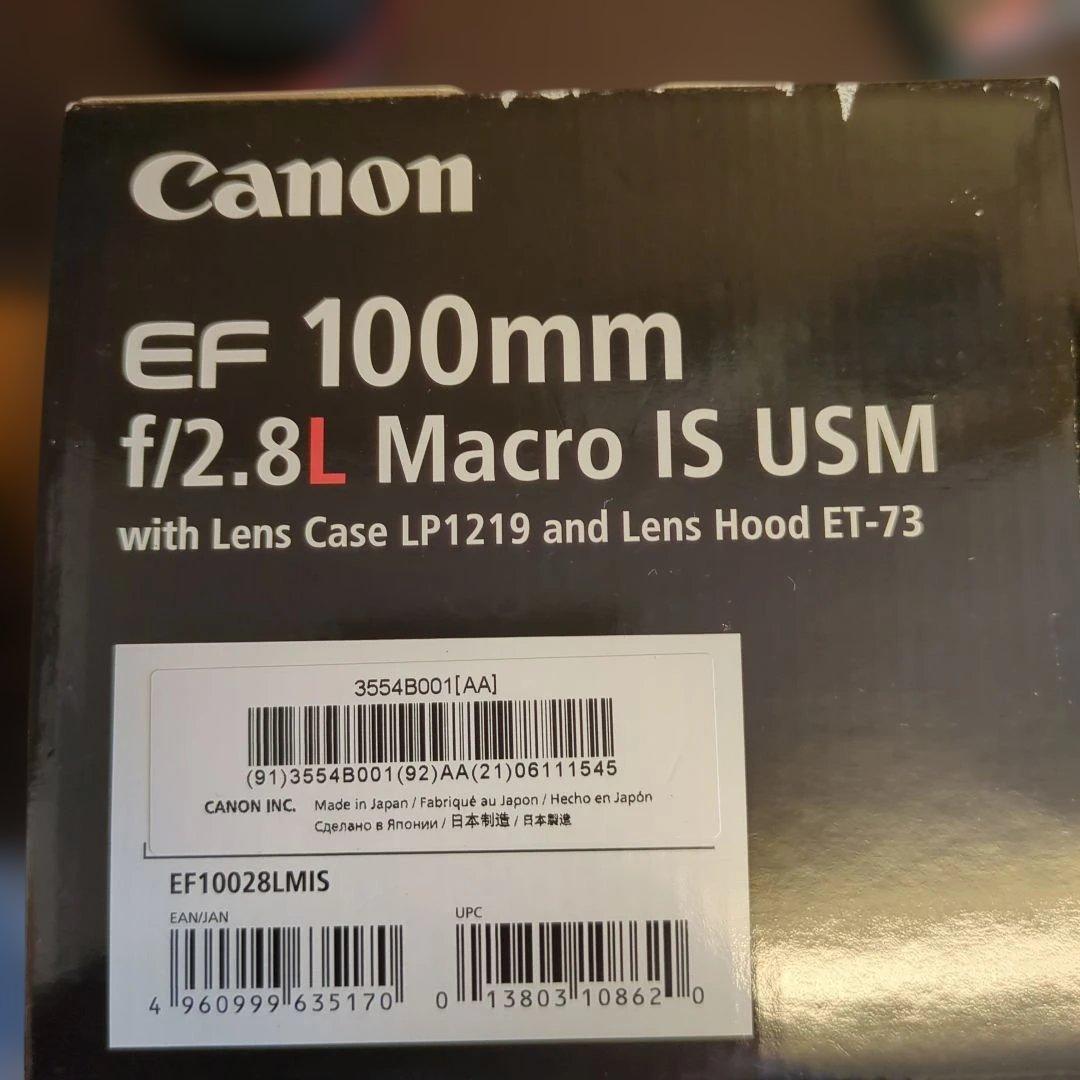 Canon
EF 100mm
f/2.8L Macro IS USM
with Lens Case LP1219 and Lens Hood ET-73
3554B001[AA]
(91)3554B001(92)AA(21)06111545
CANON INC. Made in Japan / Fabriqué au Japon / Hecho en Japón
Сделано в Японии / 日本制造 / 日本製造
EF10028LMIS
EAN/JAN UPC
4 960999 635170 0 13803 10862 0